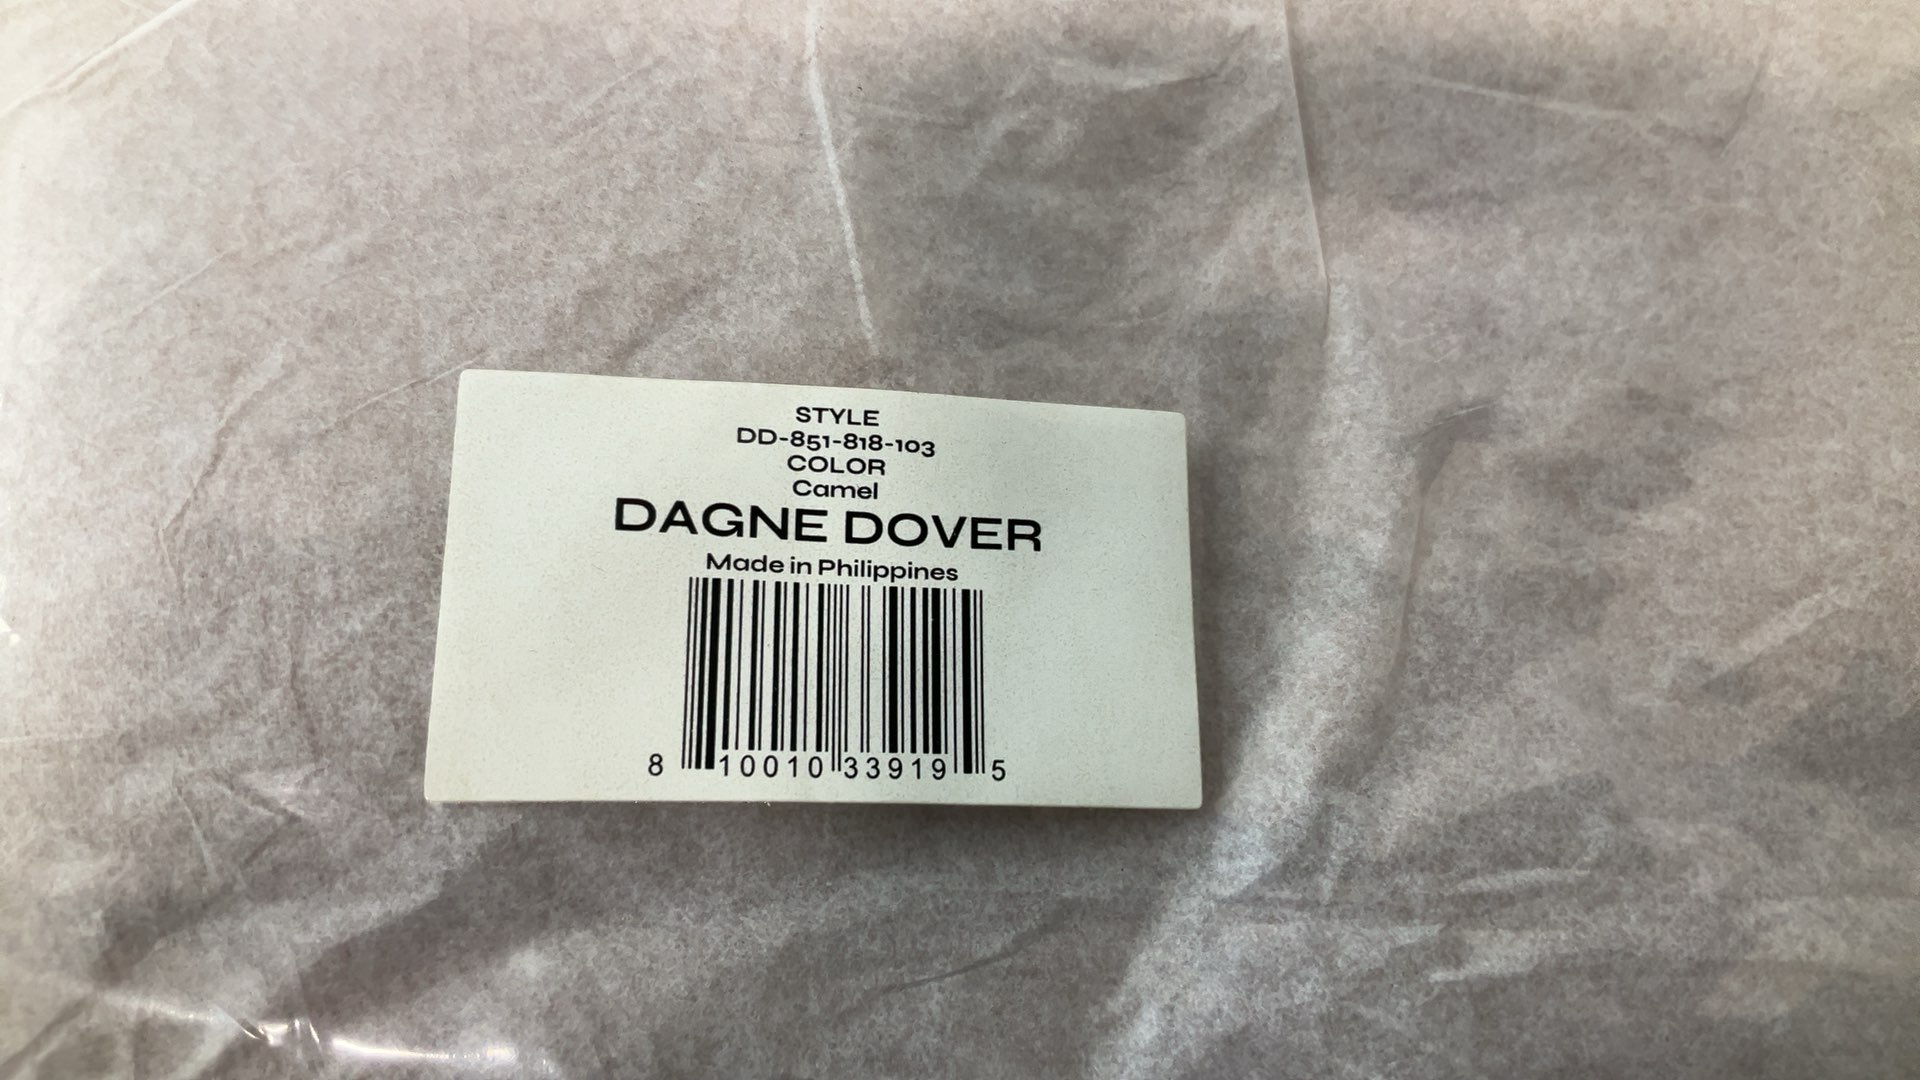 STYLE
DD-851-818-103
COLOR
Camel
DAGNE DOVER
Made in Philippines
8 10010 33919 5